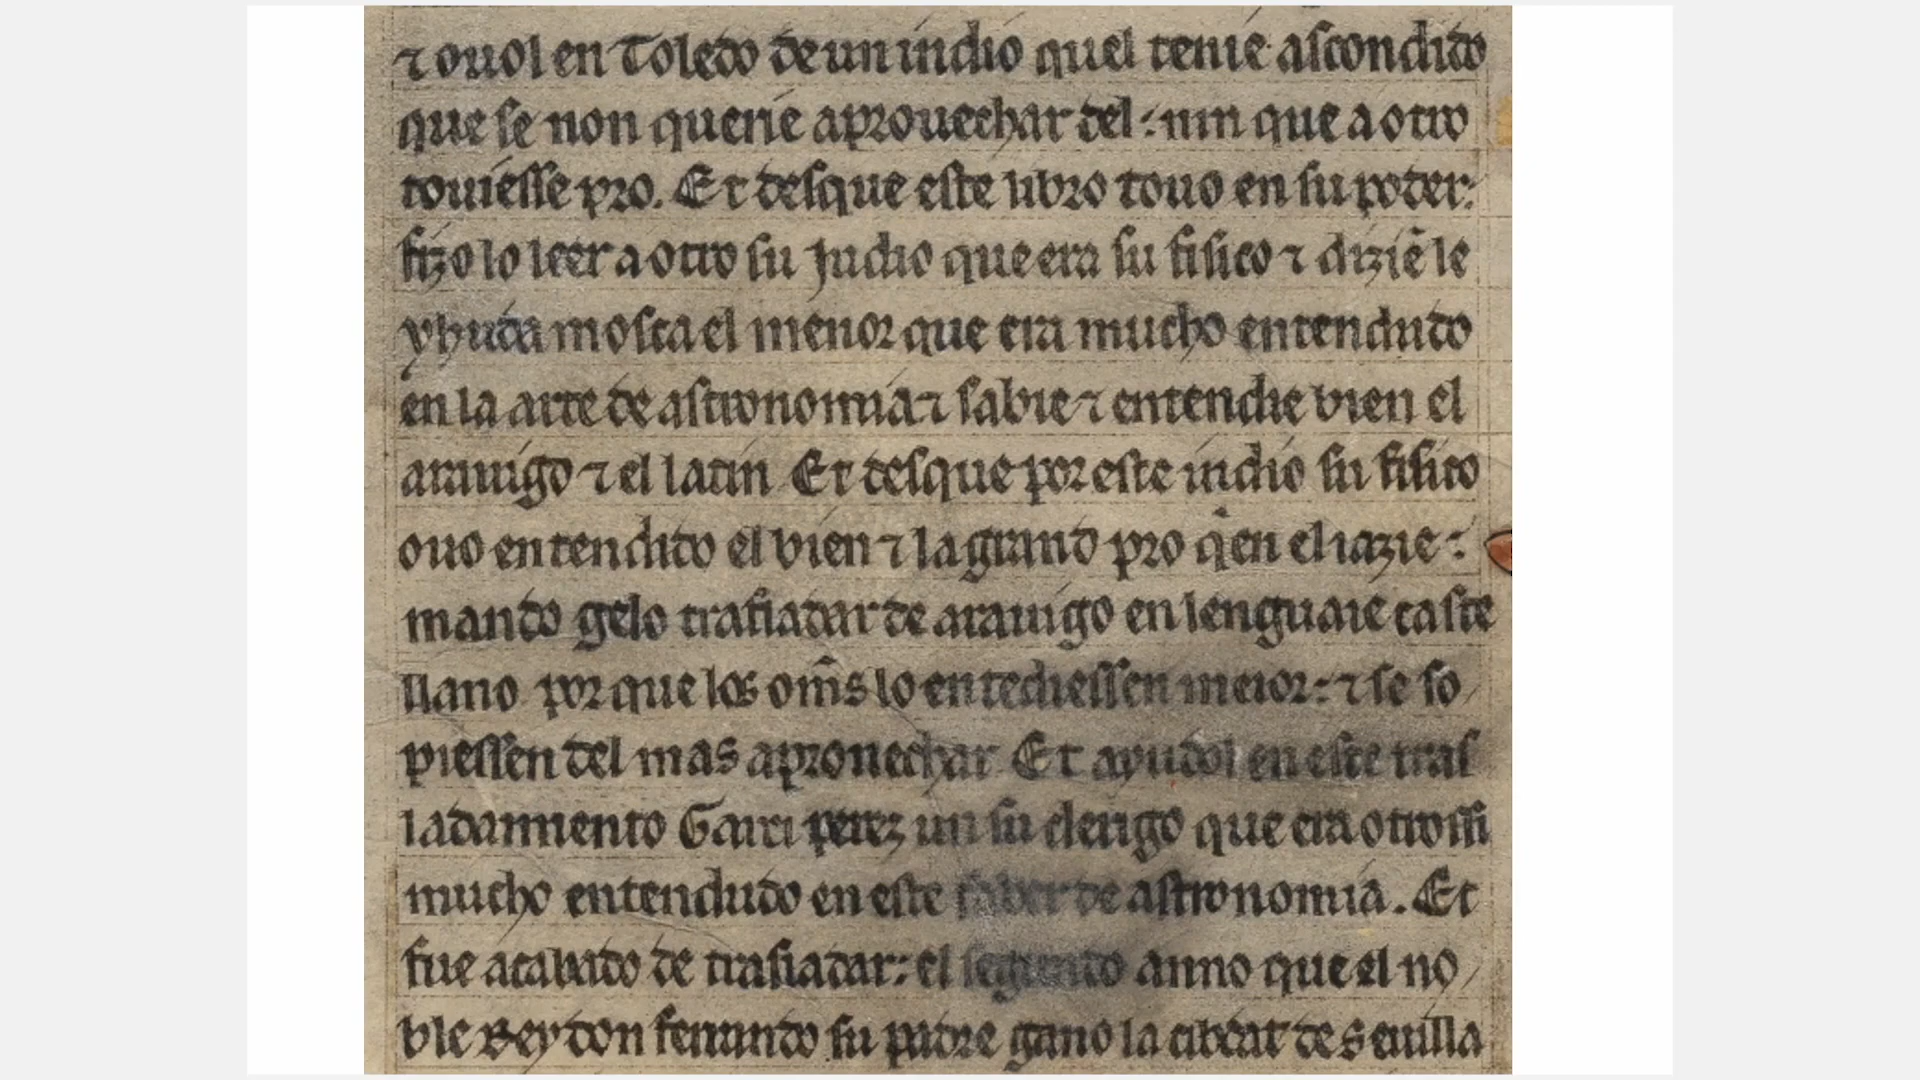 ⁊ ouol en Toledo de un iudio quel tenie ascondido
que se non querie aprouechar del: nin que a otro
touiesse pro. Et desque este libro touo en su poder:
fizo lo leer a otro su Judio que era su fisico ⁊ diziẽ le
yhuda mosca el menor que era mucho entendudo
en la arte de astronomia ⁊ sabie ⁊ entendie bien el
arauigo ⁊ el latin Et desque por este iudio su fisico
ouo entendido el bien ⁊ la grand pro q̃ en el iazie:
mando gelo trasladar de arauigo en lenguaie caste
llano por que los om̃s lo entediessen meior: ⁊ se so
piessen del mas aprouechar Et ayudol en este tras
ladamiento Garci perez un su clerigo que era otrossi
mucho entendudo en este saber de astronomia. Et
fue acabado de trasladar: el segundo anno que el no
ble Rey don ferrando su padre gano la cibdat de Seuilla